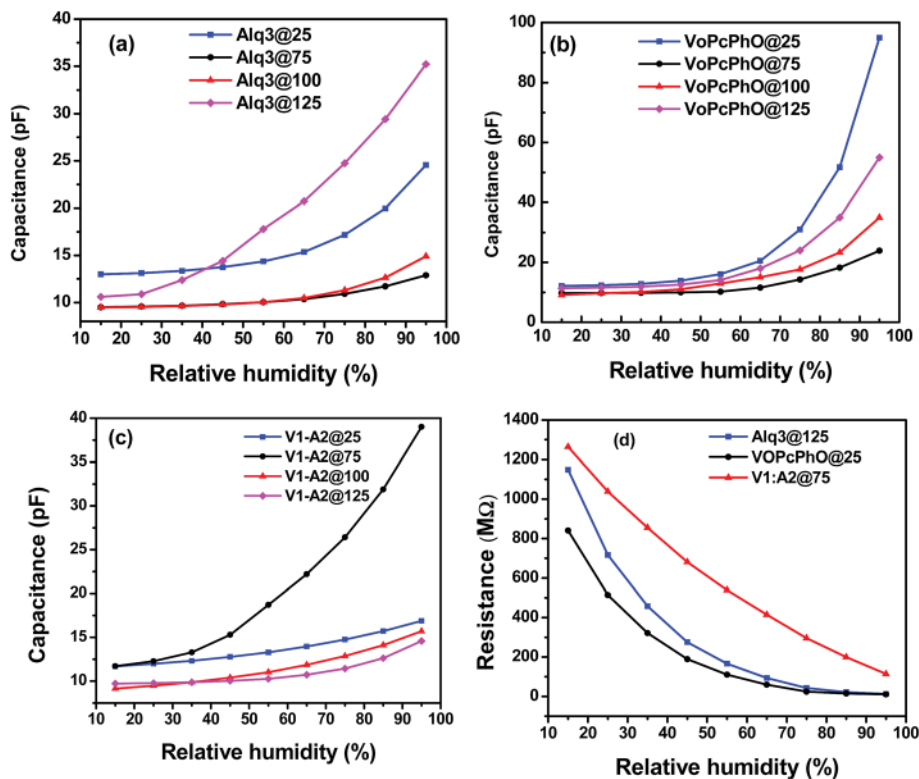 (a)
Alq3@25
Alq3@75
Alq3@100
Alq3@125
Capacitance (pF)
40
35
30
25
20
15
10
10 20 30 40 50 60 70 80 90 100
Relative humidity (%)
(b)
VoPcPhO@25
VoPcPhO@75
VoPcPhO@100
VoPcPhO@125
Capacitance (pF)
100
80
60
40
20
0
10 20 30 40 50 60 70 80 90 100
Relative humidity (%)
(c)
V1-A2@25
V1-A2@75
V1-A2@100
V1-A2@125
Capacitance (pF)
40
35
30
25
20
15
10
10 20 30 40 50 60 70 80 90 100
Relative humidity (%)
(d)
Alq3@125
VOPcPhO@25
V1:A2@75
Resistance (MΩ)
1400
1200
1000
800
600
400
200
0
10 20 30 40 50 60 70 80 90 100
Relative humidity (%)